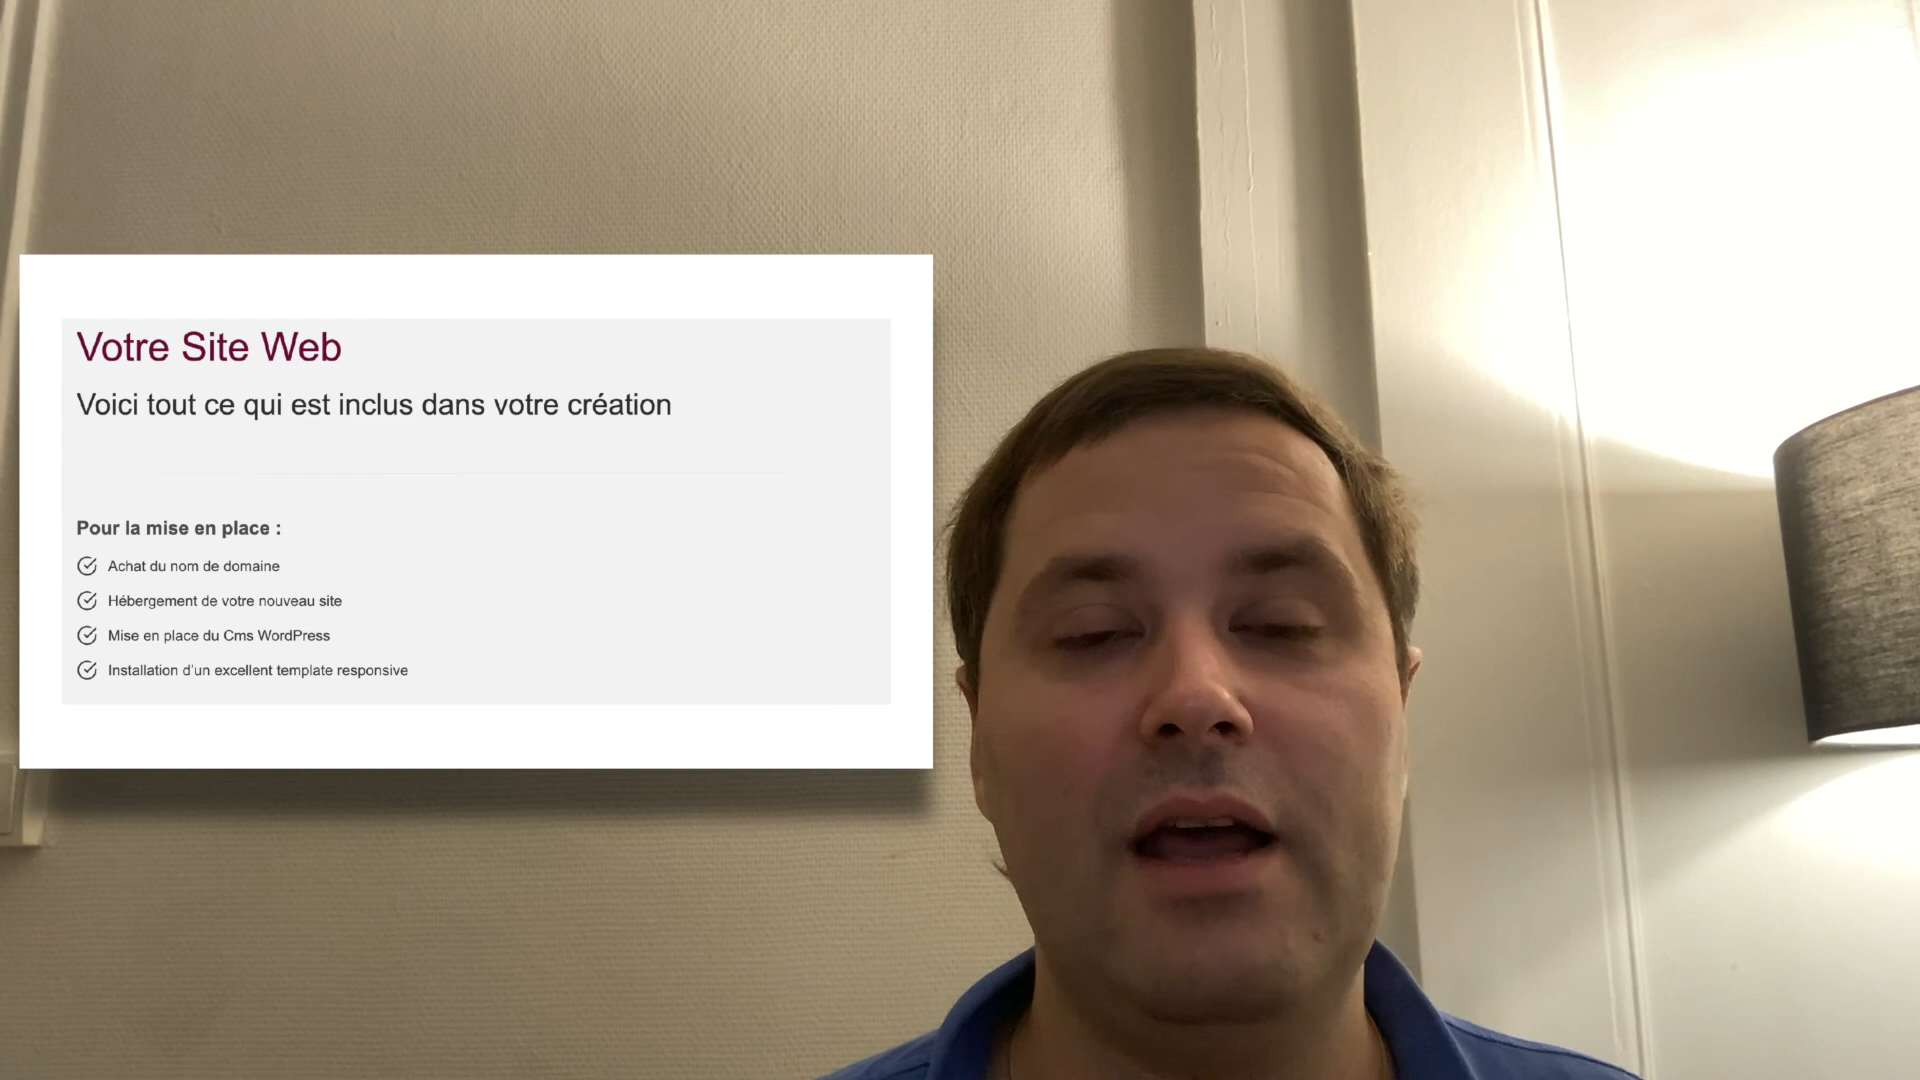 Votre Site Web
Voici tout ce qui est inclus dans votre création
Pour la mise en place :
Achat du nom de domaine
Hébergement de votre nouveau site
Mise en place du Cms WordPress
Installation d'un excellent template responsive